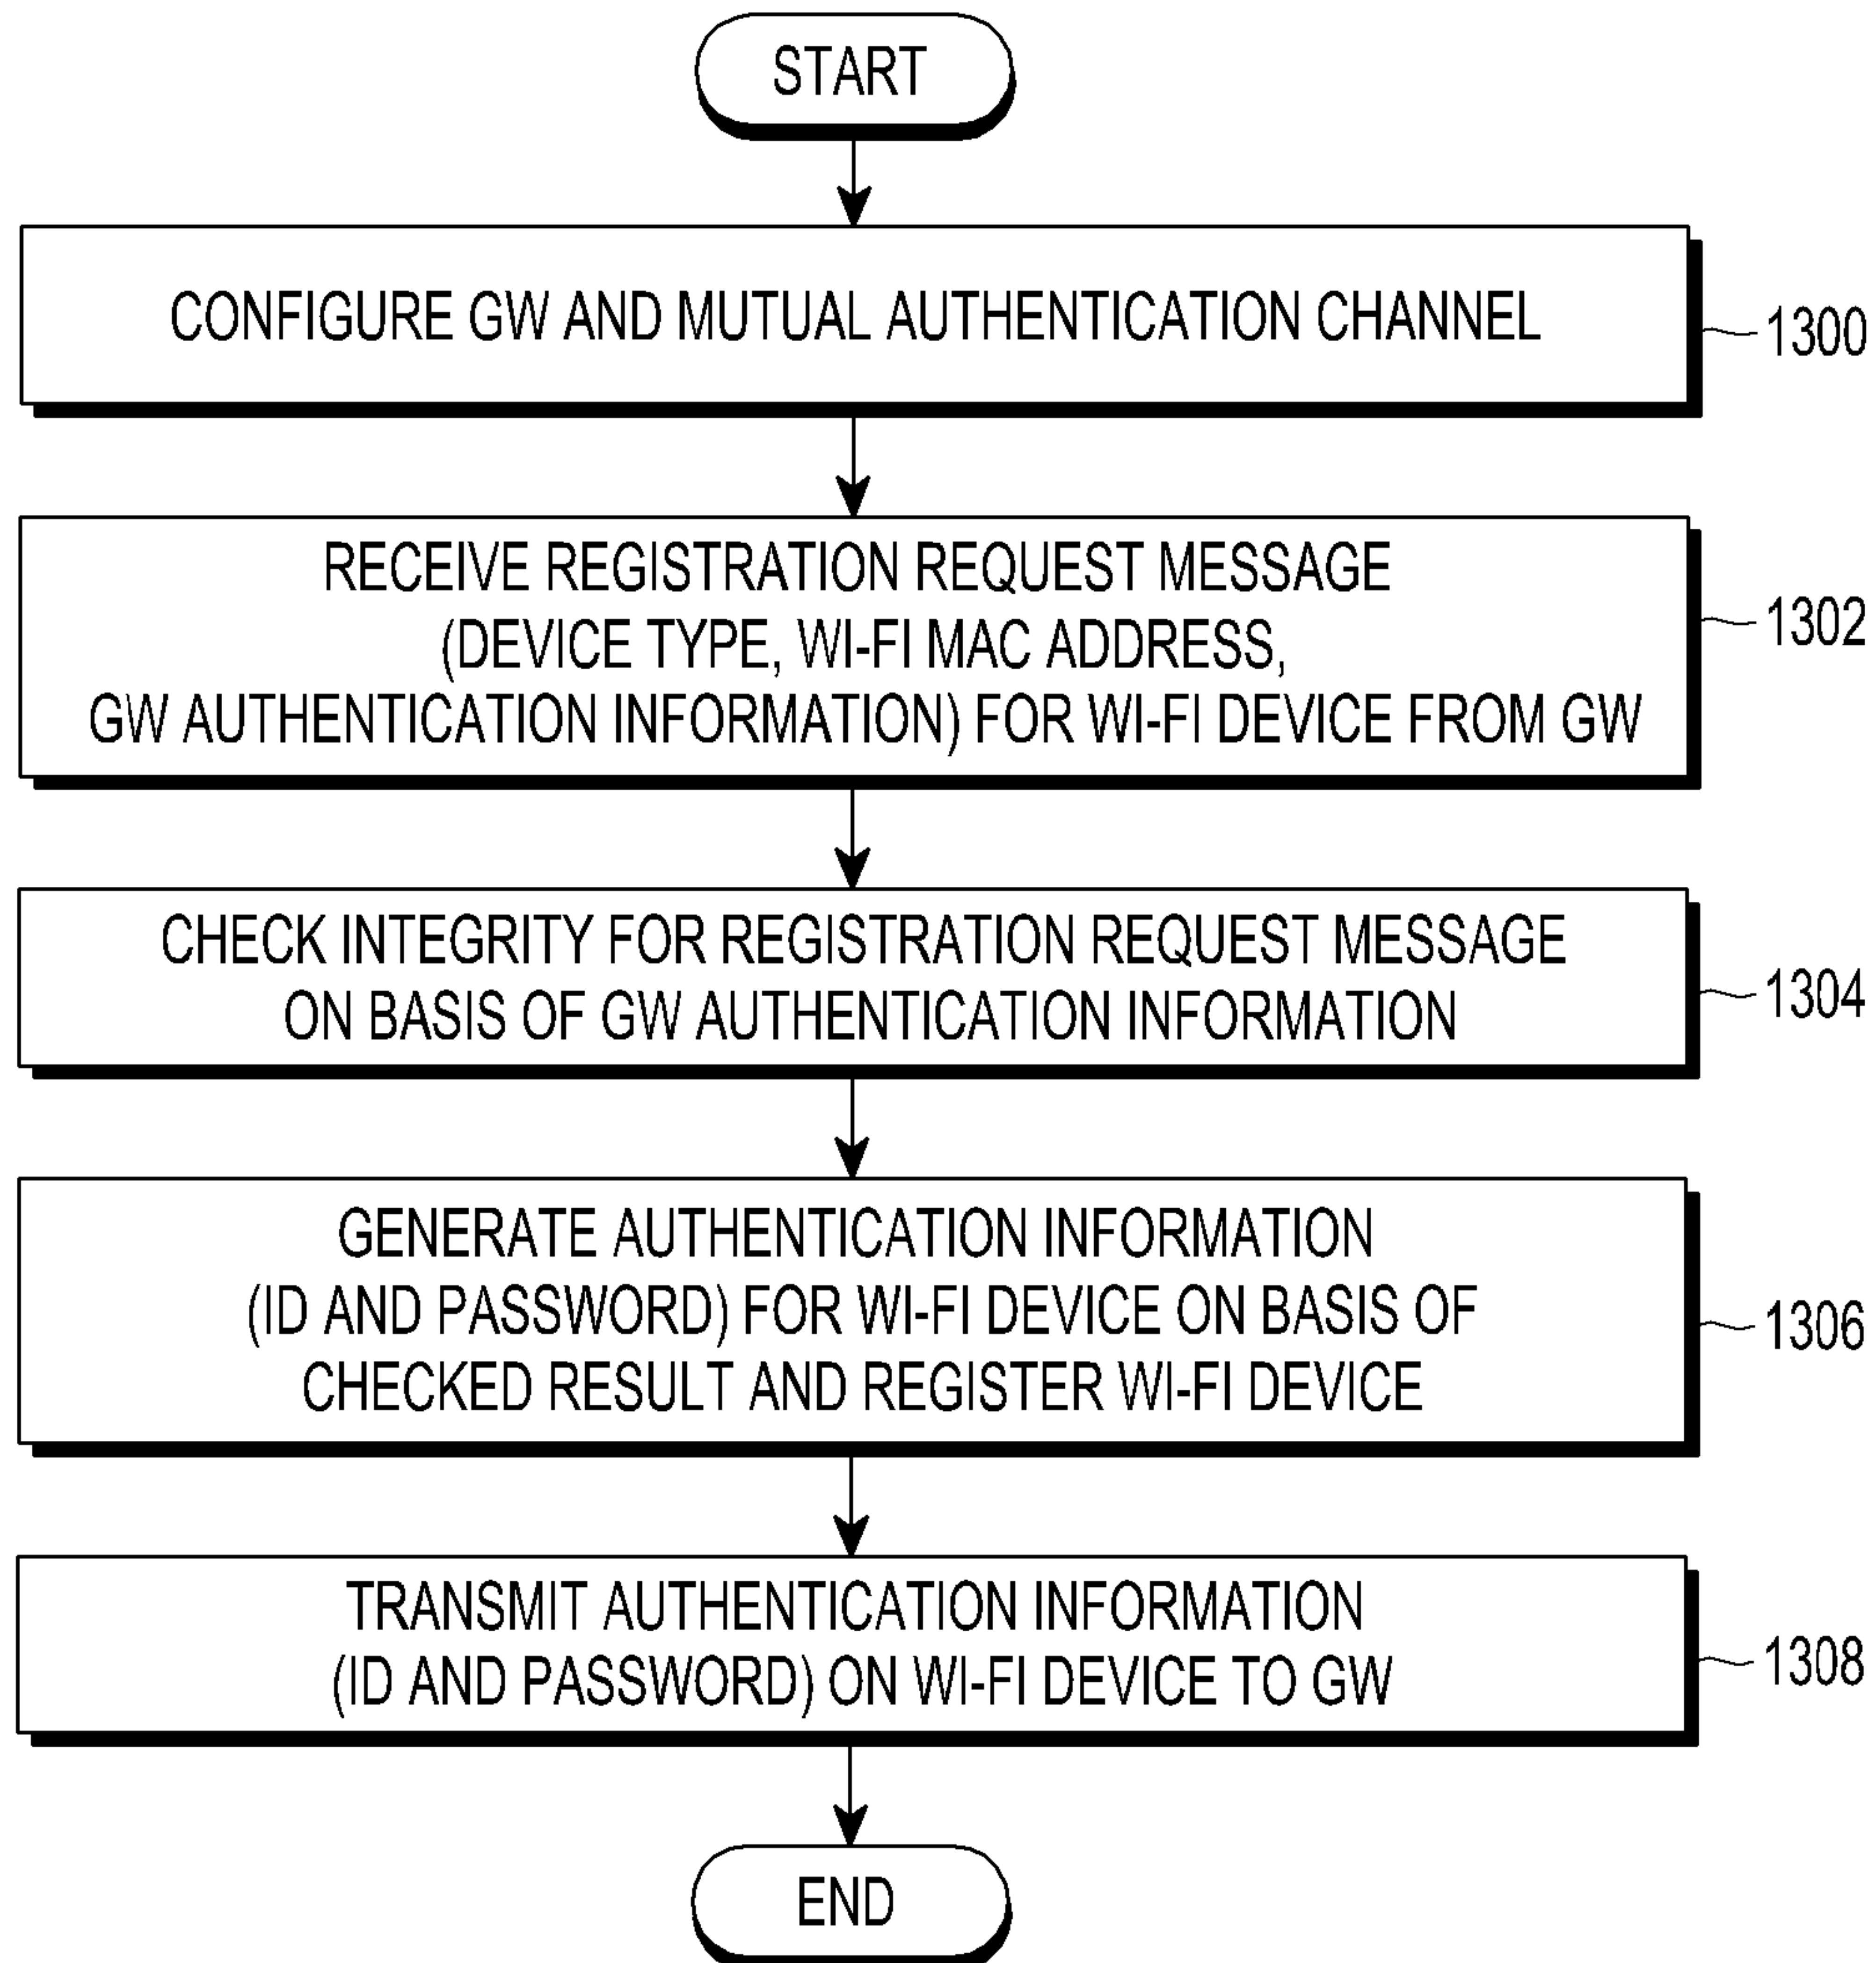 START
CONFIGURE GW AND MUTUAL AUTHENTICATION CHANNEL
1300
RECEIVE REGISTRATION REQUEST MESSAGE
(DEVICE TYPE, WI-FI MAC ADDRESS,
GW AUTHENTICATION INFORMATION) FOR WI-FI DEVICE FROM GW
1302
CHECK INTEGRITY FOR REGISTRATION REQUEST MESSAGE
ON BASIS OF GW AUTHENTICATION INFORMATION
1304
GENERATE AUTHENTICATION INFORMATION
(ID AND PASSWORD) FOR WI-FI DEVICE ON BASIS OF
CHECKED RESULT AND REGISTER WI-FI DEVICE
1306
TRANSMIT AUTHENTICATION INFORMATION
(ID AND PASSWORD) ON WI-FI DEVICE TO GW
1308
END